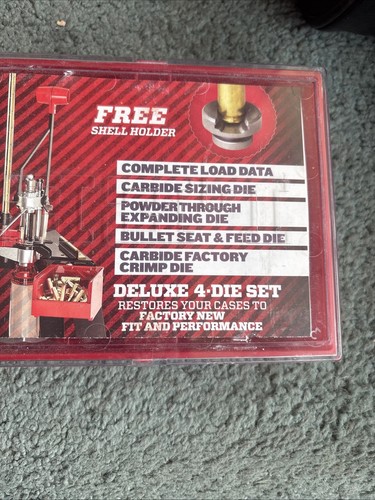 FREE
SHELL HOLDER
COMPLETE LOAD DATA
CARBIDE SIZING DIE
POWDER THROUGH
EXPANDING DIE
BULLET SEAT & FEED DIE
CARBIDE FACTORY
CRIMP DIE
DELUXE 4-DIE SET
RESTORES YOUR CASES TO
FACTORY NEW
FIT AND PERFORMANCE